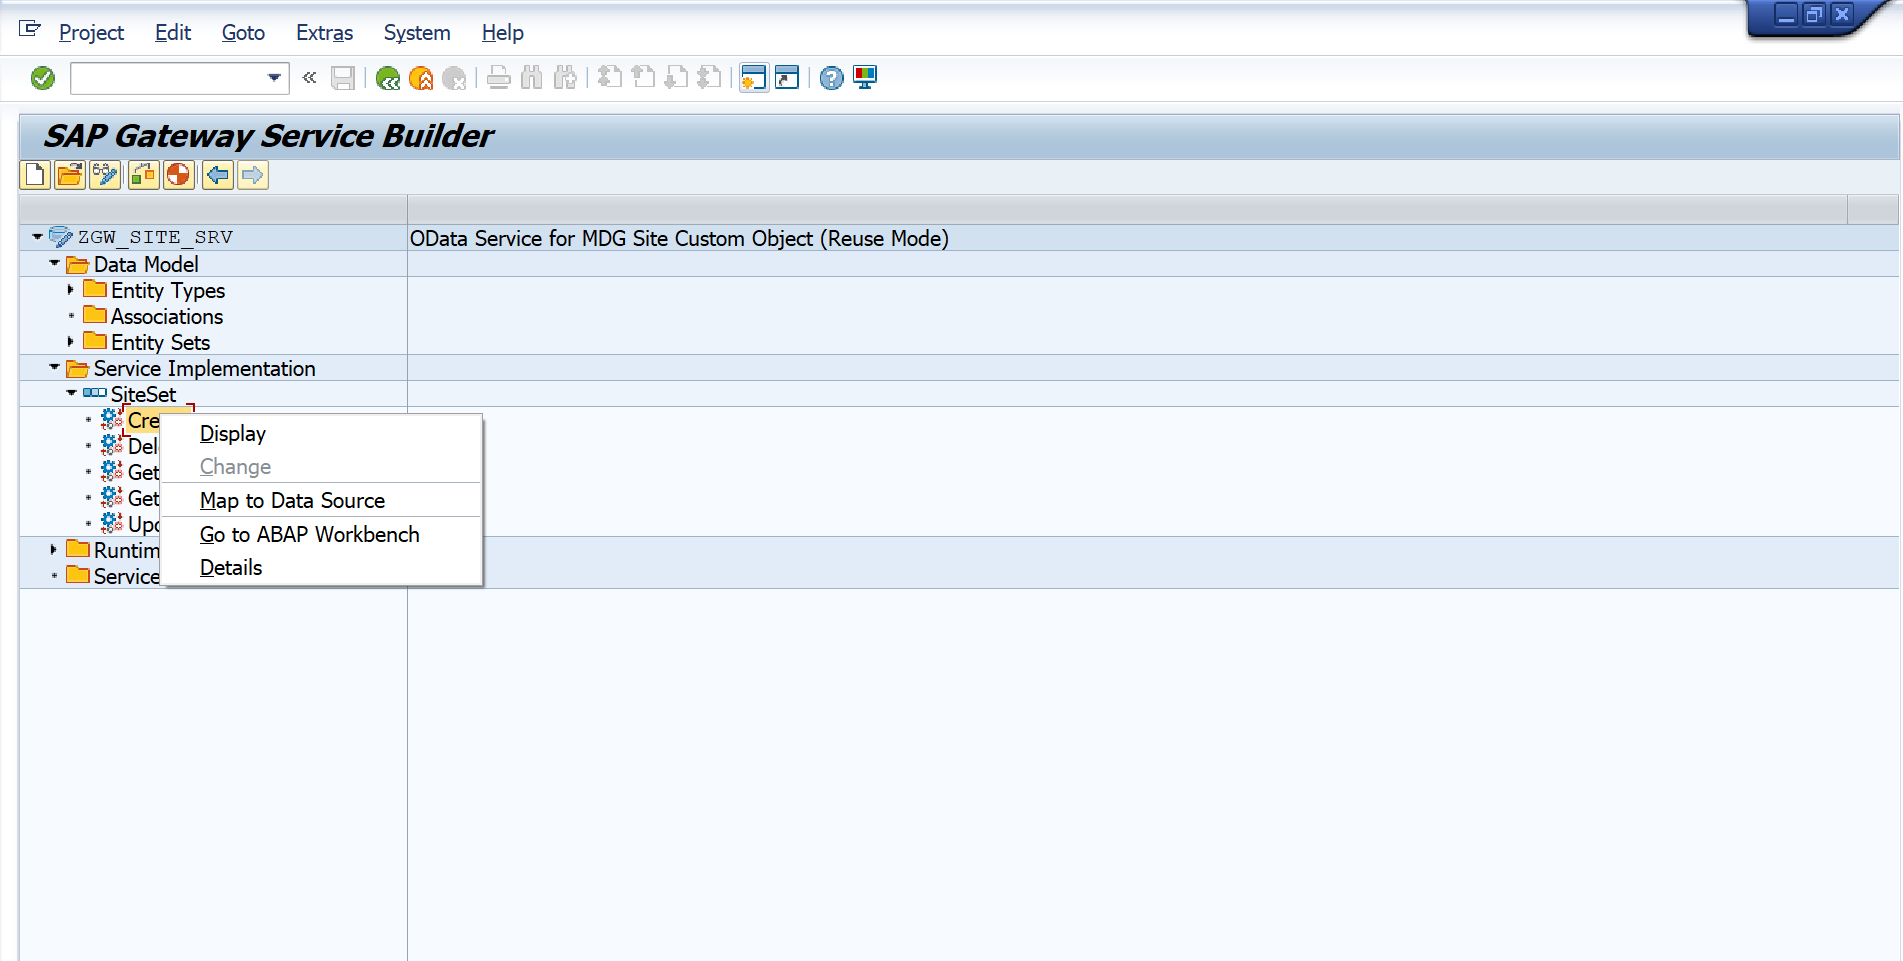 Project Edit Goto Extras System Help
SAP Gateway Service Builder
ZGW_SITE_SRV OData Service for MDG Site Custom Object (Reuse Mode)
Data Model
Entity Types
Associations
Entity Sets
Service Implementation
SiteSet
Cre
Display
Del
Change
Get
Get
Map to Data Source
Upd
Go to ABAP Workbench
Runtim
Details
Service